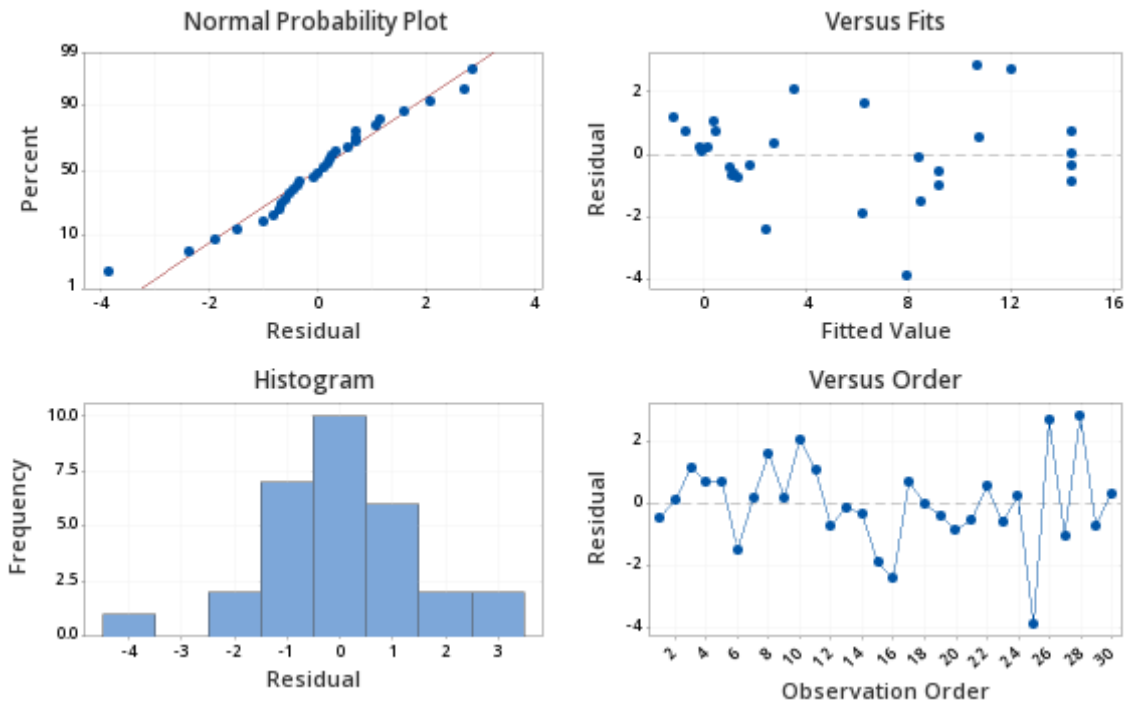 Normal Probability Plot
99
90
50
10
1
Percent
-4 -2 0 2 4
Residual
Versus Fits
2
0
-2
-4
Residual
0 4 8 12 16
Fitted Value
Histogram
10.0
7.5
5.0
2.5
0.0
Frequency
-4 -3 -2 -1 0 1 2 3
Residual
Versus Order
2
0
-2
-4
Residual
2 4 6 8 10 12 14 16 18 20 22 24 26 28 30
Observation Order